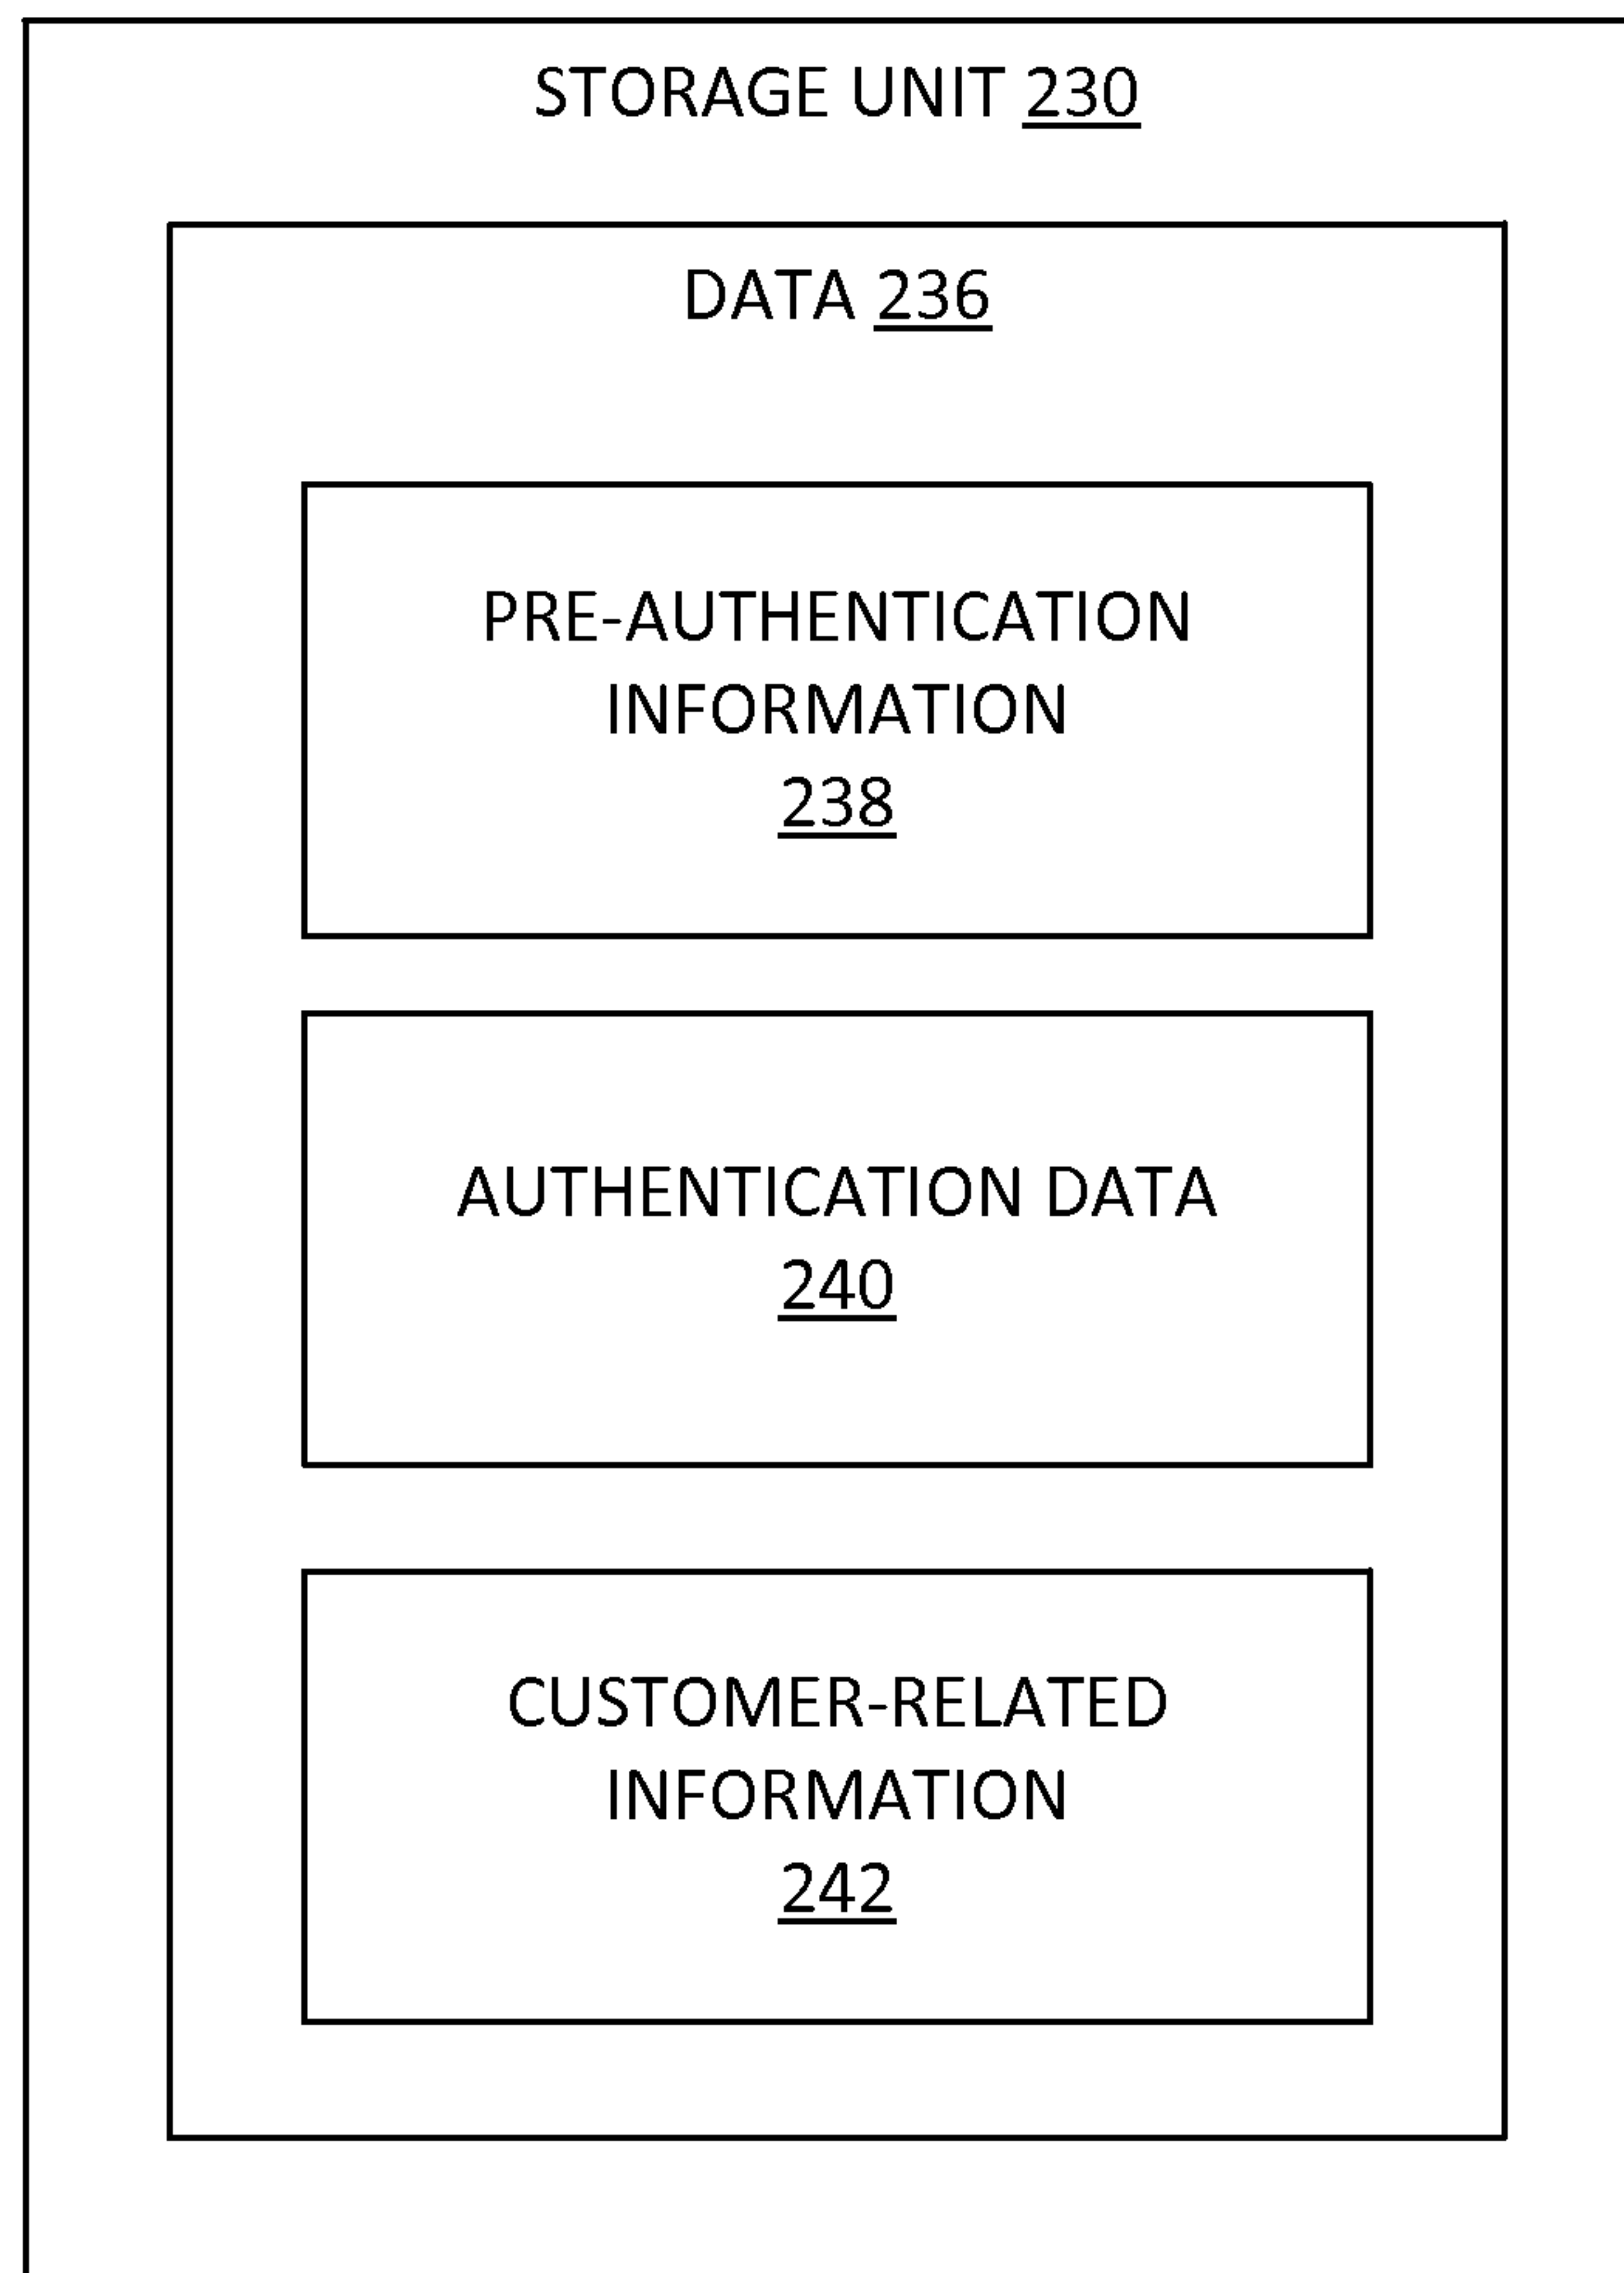 STORAGE UNIT 230
DATA 236
PRE-AUTHENTICATION
INFORMATION
238
AUTHENTICATION DATA
240
CUSTOMER-RELATED
INFORMATION
242